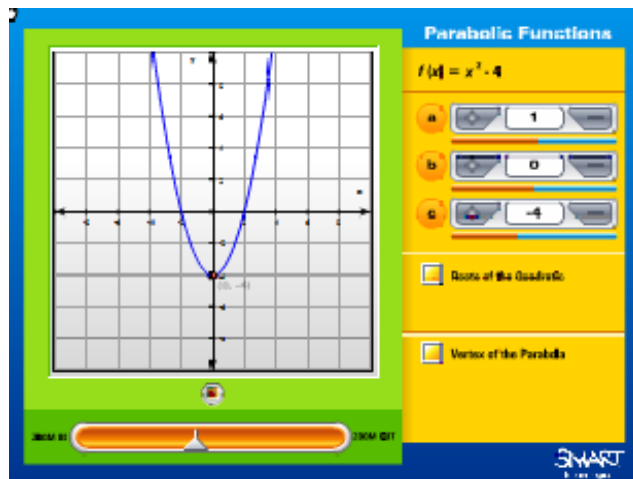 Parabolic Functions
f(x) = x² - 4
a 1
b 0
c -4
Roots of the Quadratic
Vertex of the Parabola
(0, -4)
ZOOM IN
ZOOM OUT
SMART